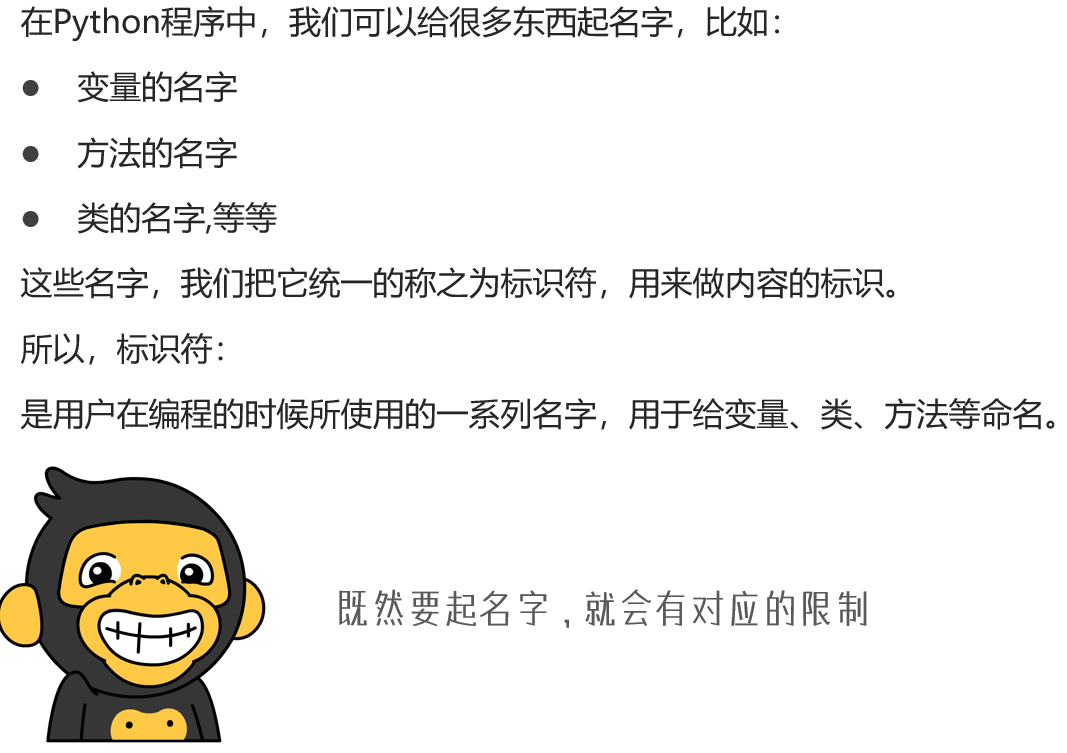 在Python程序中，我们可以给很多东西起名字，比如：
● 变量的名字
● 方法的名字
● 类的名字,等等
这些名字，我们把它统一的称之为标识符，用来做内容的标识。
所以，标识符：
是用户在编程的时候所使用的一系列名字，用于给变量、类、方法等命名。
既然要起名字,就会有对应的限制